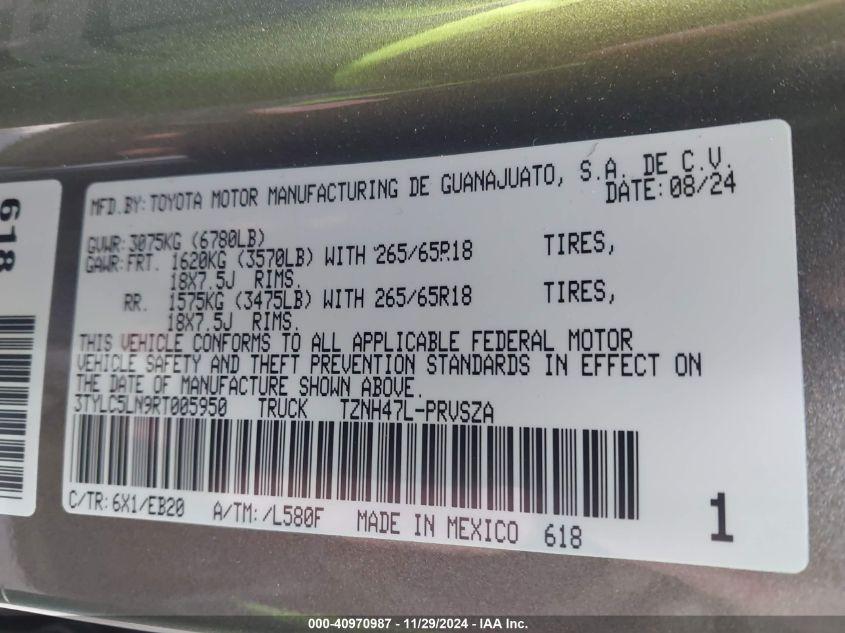 MFD.BY: TOYOTA MOTOR MANUFACTURING DE GUANAJUATO, S.A. DE C.V.
DATE: 08/24
GVWR: 3075KG (6780LB)
GAWR: FRT. 1620KG (3570LB) WITH 265/65R18 TIRES,
18X7.5J RIMS.
RR. 1575KG (3475LB) WITH 265/65R18 TIRES,
18X7.5J RIMS.
THIS VEHICLE CONFORMS TO ALL APPLICABLE FEDERAL MOTOR
VEHICLE SAFETY AND THEFT PREVENTION STANDARDS IN EFFECT ON
THE DATE OF MANUFACTURE SHOWN ABOVE.
3TYLC5LN9RT005950 TRUCK TZNH47L-PRVSZA
C/TR: 6X1/EB20 A/TM: /L580F MADE IN MEXICO 618
1
618
000-40970987 - 11/29/2024 - IAA Inc.